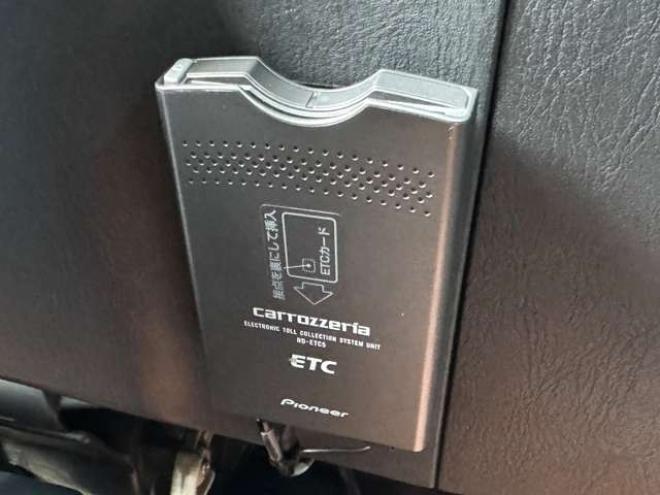 接点を裏にして挿入
ETCカード
carrozzeria
ELECTRONIC TOLL COLLECTION SYSTEM UNIT
ND-ETC5
ETC
Pioneer